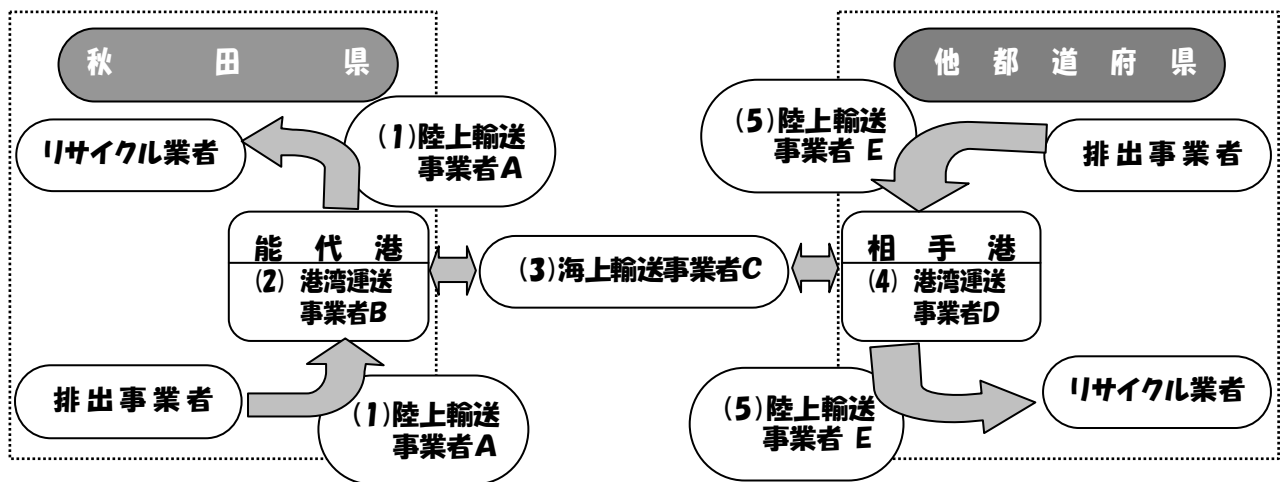 秋田県
リサイクル業者
(1)陸上輸送
事業者A
能代港
(2) 港湾運送
事業者B
排出事業者
(1)陸上輸送
事業者A
(3)海上輸送事業者C
他都道府県
(5)陸上輸送
事業者 E
排出事業者
相手港
(4) 港湾運送
事業者D
リサイクル業者
(5)陸上輸送
事業者 E